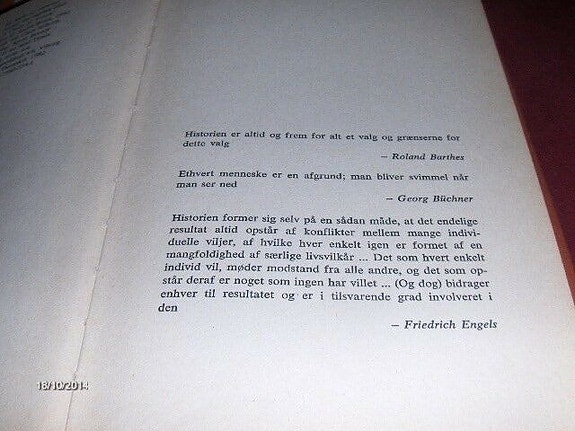 Historien er altid og frem for alt et valg og grænserne for
dette valg
– Roland Barthes
Ethvert menneske er en afgrund; man bliver svimmel når
man ser ned
– Georg Büchner
Historien former sig selv på en sådan måde, at det endelige
resultat altid opstår af konflikter mellem mange indivi-
duelle viljer, af hvilke hver enkelt igen er formet af en
mangfoldighed af særlige livsvilkår ... Det som hvert enkelt
individ vil, møder modstand fra alle andre, og det som op-
står deraf er noget som ingen har villet ... (Og dog) bidrager
enhver til resultatet og er i tilsvarende grad involveret i
den
– Friedrich Engels
18/10/2014